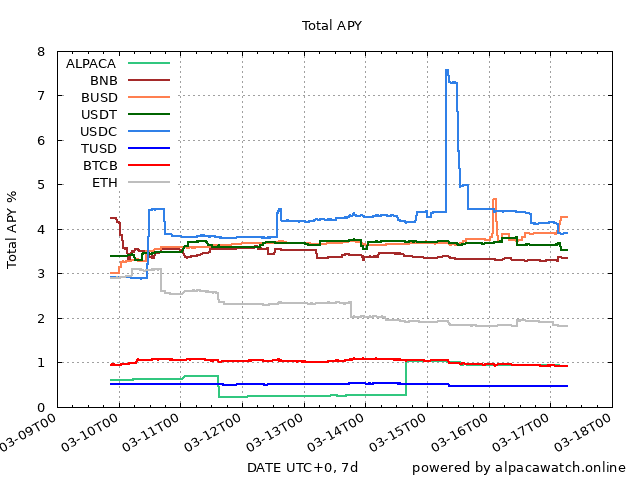 Total APY
8
7
6
5
4
3
2
1
0
Total APY %
ALPACA
BNB
BUSD
USDT
USDC
TUSD
BTCB
ETH
03-09T00
03-10T00
03-11T00
03-12T00
03-13T00
03-14T00
03-15T00
03-16T00
03-17T00
03-18T00
DATE UTC+0, 7d
powered by alpacawatch.online